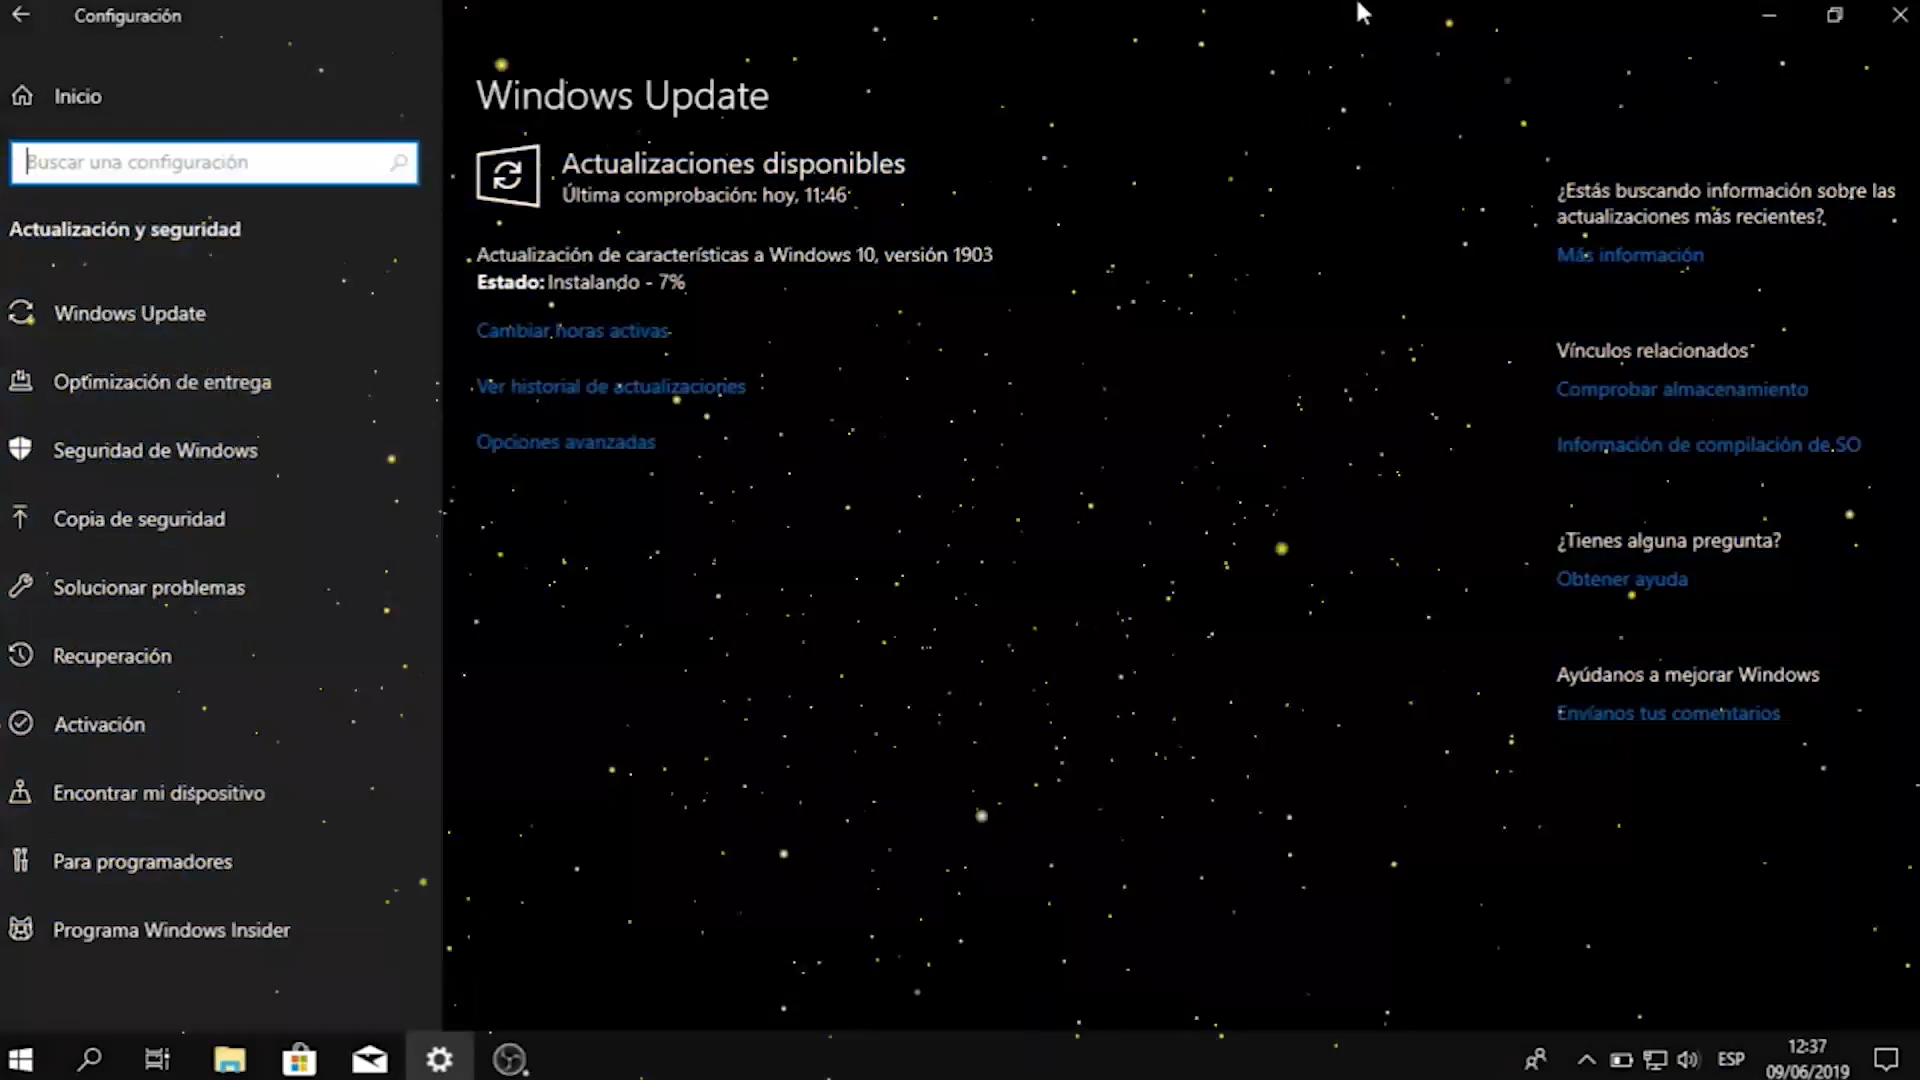 Configuración
Inicio
Buscar una configuración
Actualización y seguridad
Windows Update
Optimización de entrega
Seguridad de Windows
Copia de seguridad
Solucionar problemas
Recuperación
Activación
Encontrar mi dispositivo
Para programadores
Programa Windows Insider
Windows Update
Actualizaciones disponibles
Última comprobación: hoy, 11:46
Actualización de características a Windows 10, versión 1903
Estado: Instalando - 7%
Cambiar horas activas
Ver historial de actualizaciones
Opciones avanzadas
¿Estás buscando información sobre las
actualizaciones más recientes?
Más información
Vínculos relacionados
Comprobar almacenamiento
Información de compilación de SO
¿Tienes alguna pregunta?
Obtener ayuda
Ayúdanos a mejorar Windows
Envíanos tus comentarios
ESP
12:37
09/06/2019